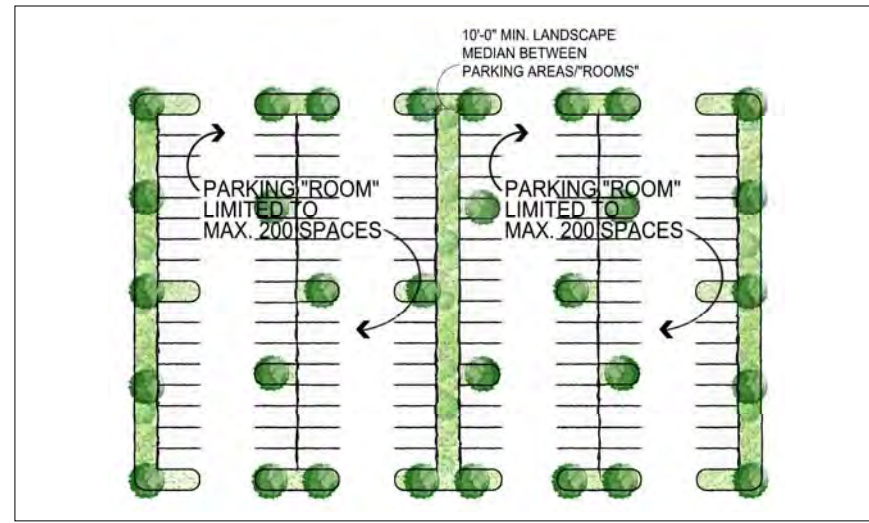 10'-0" MIN. LANDSCAPE
MEDIAN BETWEEN
PARKING AREAS/"ROOMS"
PARKING "ROOM"
LIMITED TO
MAX. 200 SPACES
PARKING "ROOM"
LIMITED TO
MAX. 200 SPACES